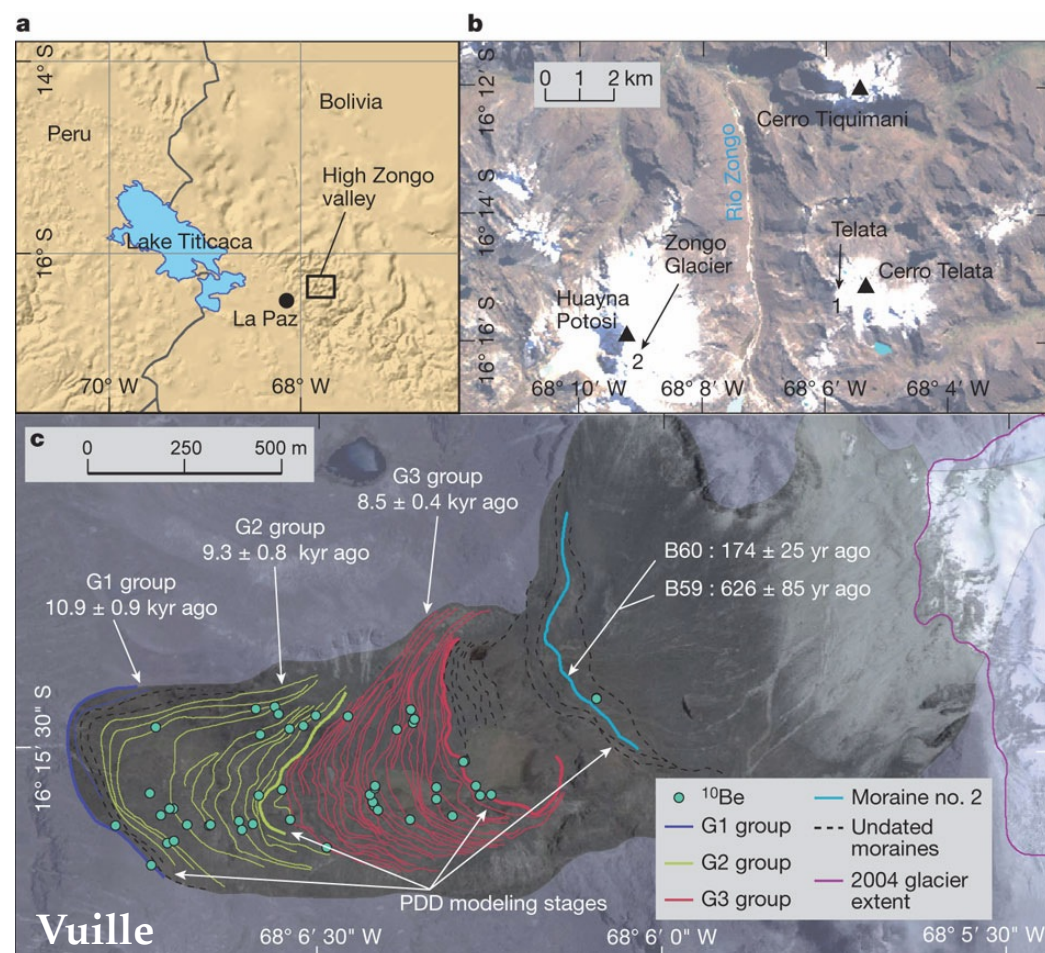 a
14° S
Peru
Bolivia
High Zongo
valley
16° S
Lake Titicaca
La Paz
70° W
68° W
b
0 1 2 km
16° 12′ S
16° 14′ S
16° 16′ S
Cerro Tiquimani
Rio Zongo
Zongo
Glacier
Telata
1
Cerro Telata
Huayna
Potosi
2
68° 10′ W
68° 8′ W
68° 6′ W
68° 4′ W
c
0 250 500 m
G3 group
8.5 ± 0.4 kyr ago
G2 group
9.3 ± 0.8 kyr ago
G1 group
10.9 ± 0.9 kyr ago
B60 : 174 ± 25 yr ago
B59 : 626 ± 85 yr ago
16° 15′ 30″ S
10Be
G1 group
G2 group
G3 group
Moraine no. 2
Undated
moraines
2004 glacier
extent
PDD modeling stages
Vuille
68° 6′ 30″ W
68° 6′ 0″ W
68° 5′ 30″ W